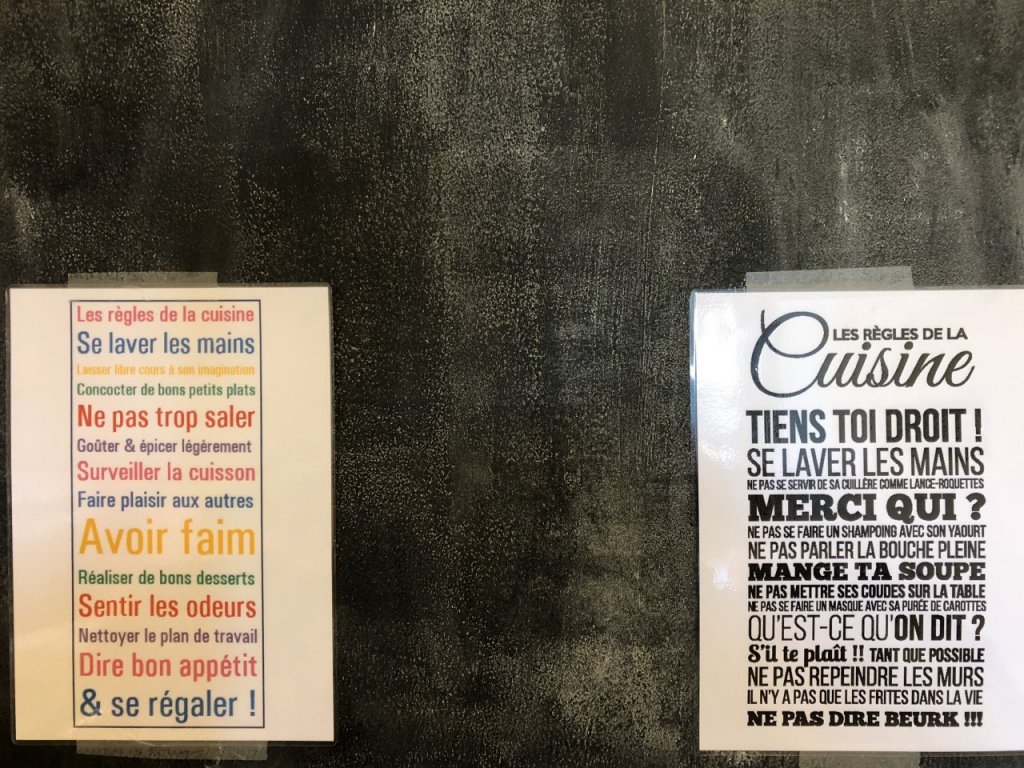 Les règles de la cuisine
Se laver les mains
Laisser libre cours à son imagination
Concocter de bons petits plats
Ne pas trop saler
Goûter & épicer légèrement
Surveiller la cuisson
Faire plaisir aux autres
Avoir faim
Réaliser de bons desserts
Sentir les odeurs
Nettoyer le plan de travail
Dire bon appétit
& se régaler !
LES RÈGLES DE LA
Cuisine
TIENS TOI DROIT !
SE LAVER LES MAINS
NE PAS SE SERVIR DE SA CUILLÈRE COMME LANCE-ROQUETTES
MERCI QUI ?
NE PAS SE FAIRE UN SHAMPOING AVEC SON YAOURT
NE PAS PARLER LA BOUCHE PLEINE
MANGE TA SOUPE
NE PAS METTRE SES COUDES SUR LA TABLE
NE PAS SE FAIRE UN MASQUE AVEC SA PURÉE DE CAROTTES
QU'EST-CE QU'ON DIT ?
S'il te plaît !! TANT QUE POSSIBLE
NE PAS REPEINDRE LES MURS
IL N'Y A PAS QUE LES FRITES DANS LA VIE
NE PAS DIRE BEURK !!!